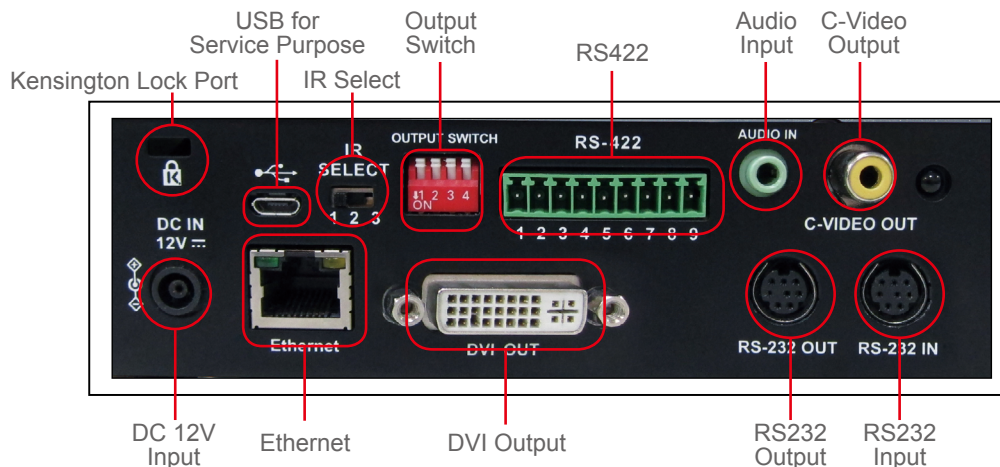 USB for
Service Purpose
Output
Switch
RS422
Audio
Input
C-Video
Output
Kensington Lock Port
IR Select
K
IR
SELECT
1 2 3
OUTPUT SWITCH
1 2 3 4
ON
RS-422
1 2 3 4 5 6 7 8 9
AUDIO IN
C-VIDEO OUT
DC IN
12V
Ethernet
DVI OUT
RS-232 OUT
RS-232 IN
DC 12V
Input
Ethernet
DVI Output
RS232
Output
RS232
Input